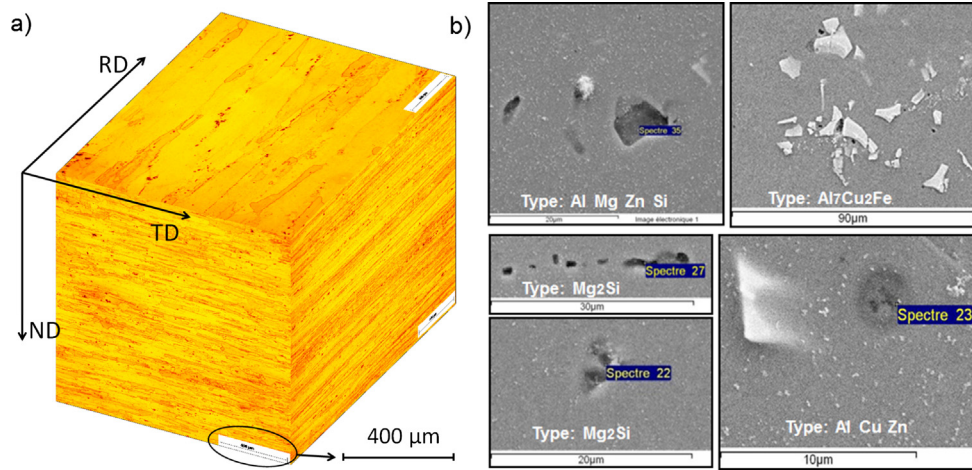 a)
RD
TD
ND
400 µm
b)
Spectre 35
Type: Al Mg Zn Si
20µm
Image électronique 1
Type: Al7Cu2Fe
90µm
Spectre 27
Type: Mg2Si
30µm
Spectre 22
Type: Mg2Si
20µm
Spectre 23
Type: Al Cu Zn
10µm